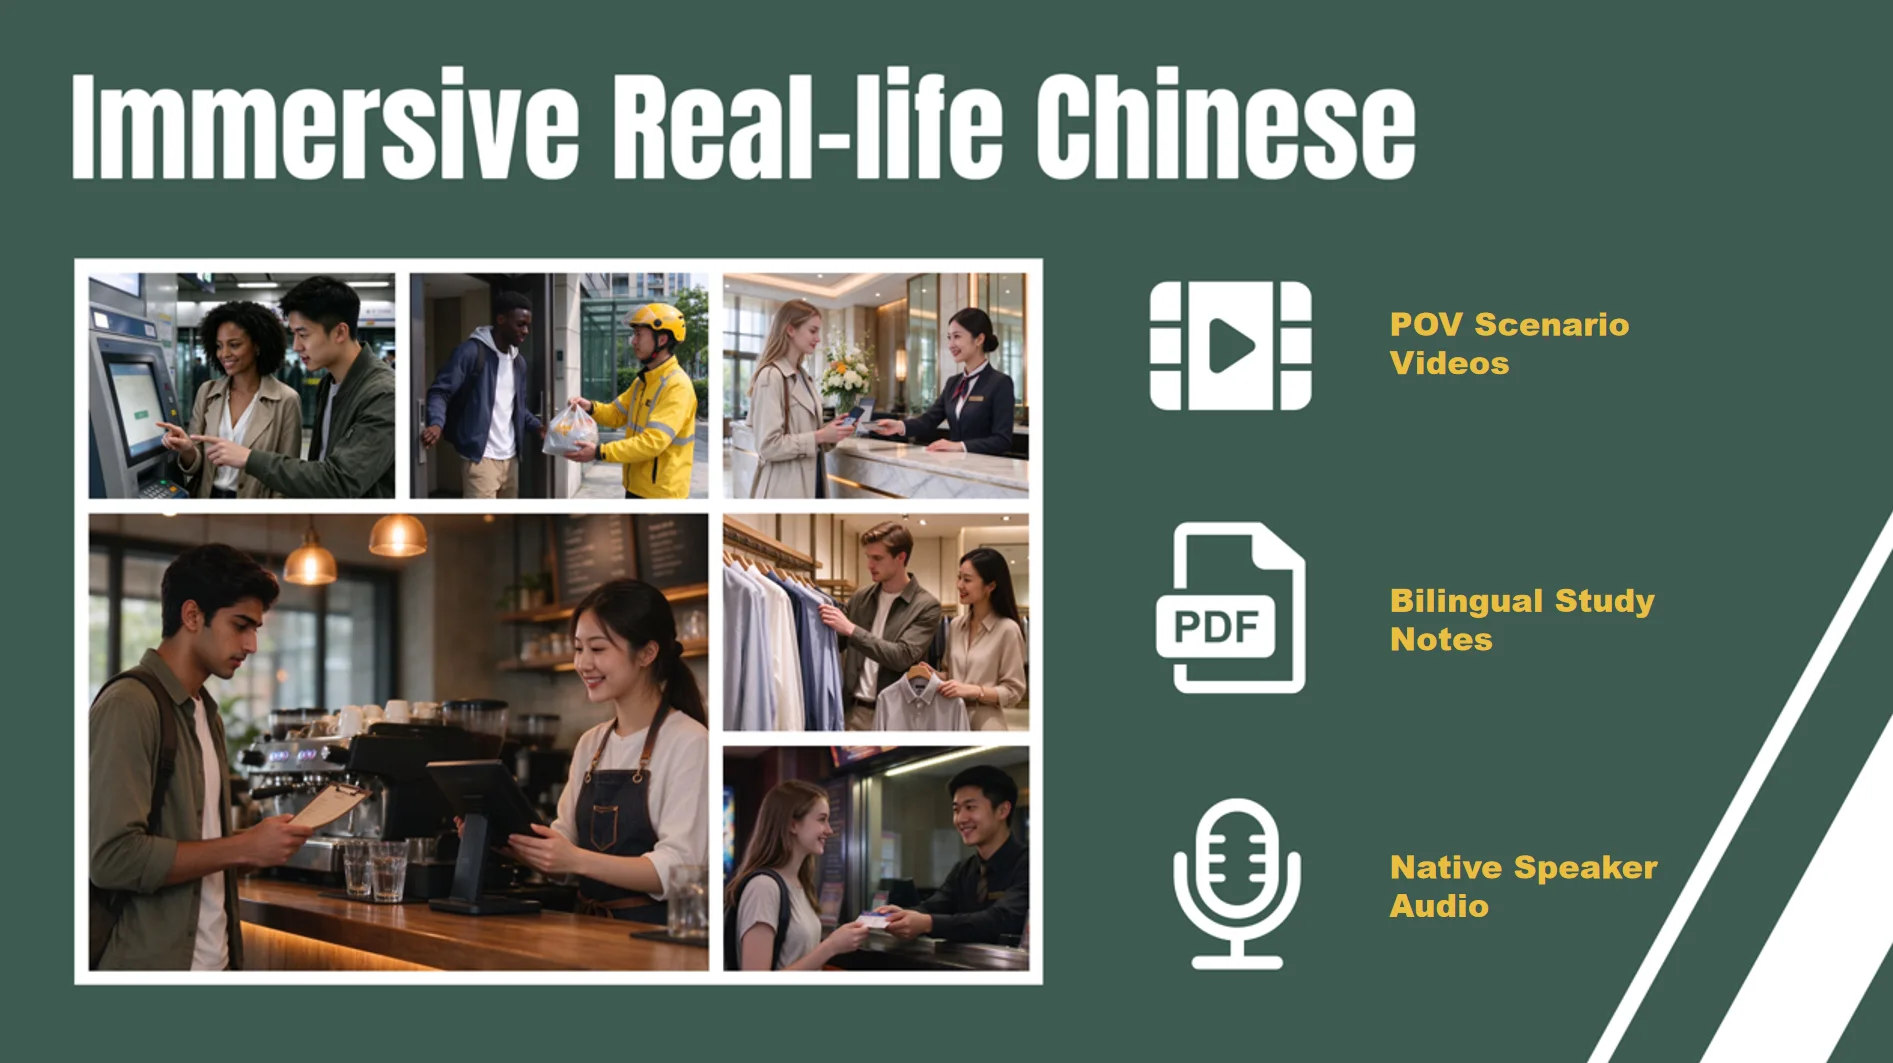 Immersive Real-life Chinese
POV Scenario
Videos
PDF
Bilingual Study
Notes
Native Speaker
Audio